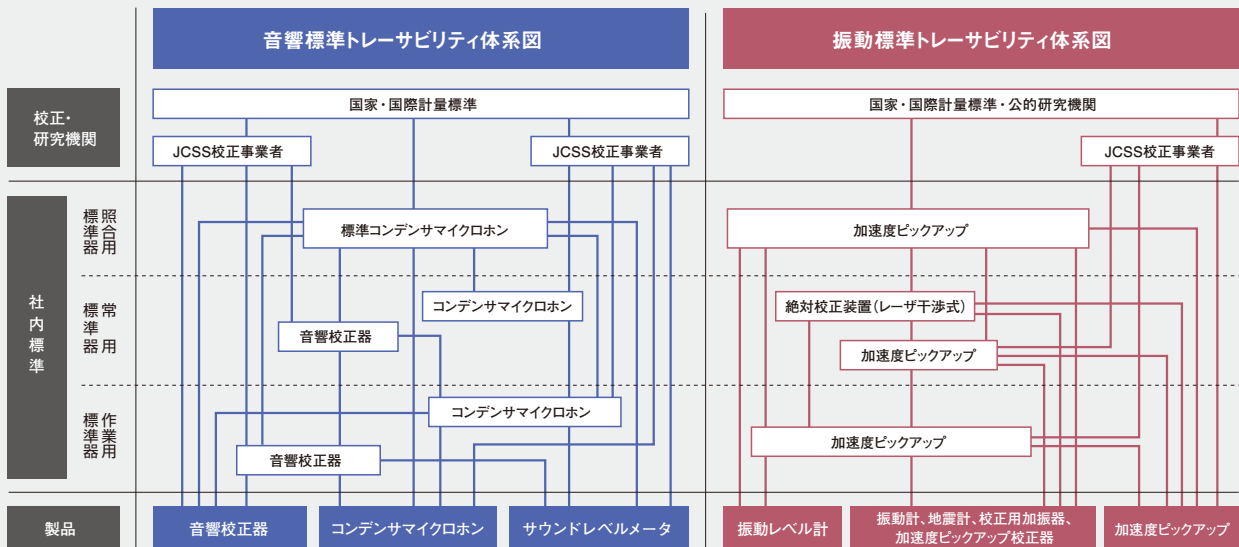 音響標準トレーサビリティ体系図
振動標準トレーサビリティ体系図
校正・
研究機関
国家・国際計量標準
国家・国際計量標準・公的研究機関
JCSS校正事業者
JCSS校正事業者
JCSS校正事業者
社内標準
照合用
標準器
標準コンデンサマイクロホン
加速度ピックアップ
常用
標準器
コンデンサマイクロホン
絶対校正装置(レーザ干渉式)
音響校正器
加速度ピックアップ
作業用
標準器
コンデンサマイクロホン
加速度ピックアップ
音響校正器
製品
音響校正器
コンデンサマイクロホン
サウンドレベルメータ
振動レベル計
振動計、地震計、校正用加振器、
加速度ピックアップ校正器
加速度ピックアップ